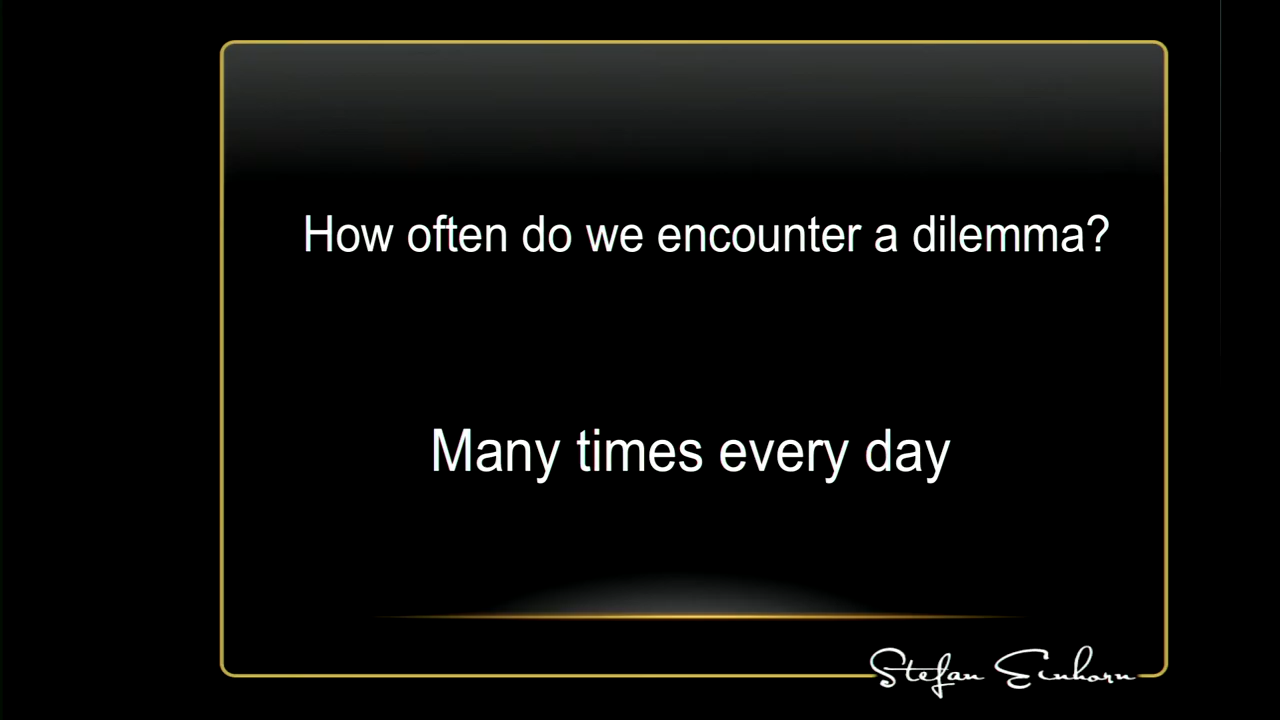 How often do we encounter a dilemma?
Many times every day
Stefan Einhorn